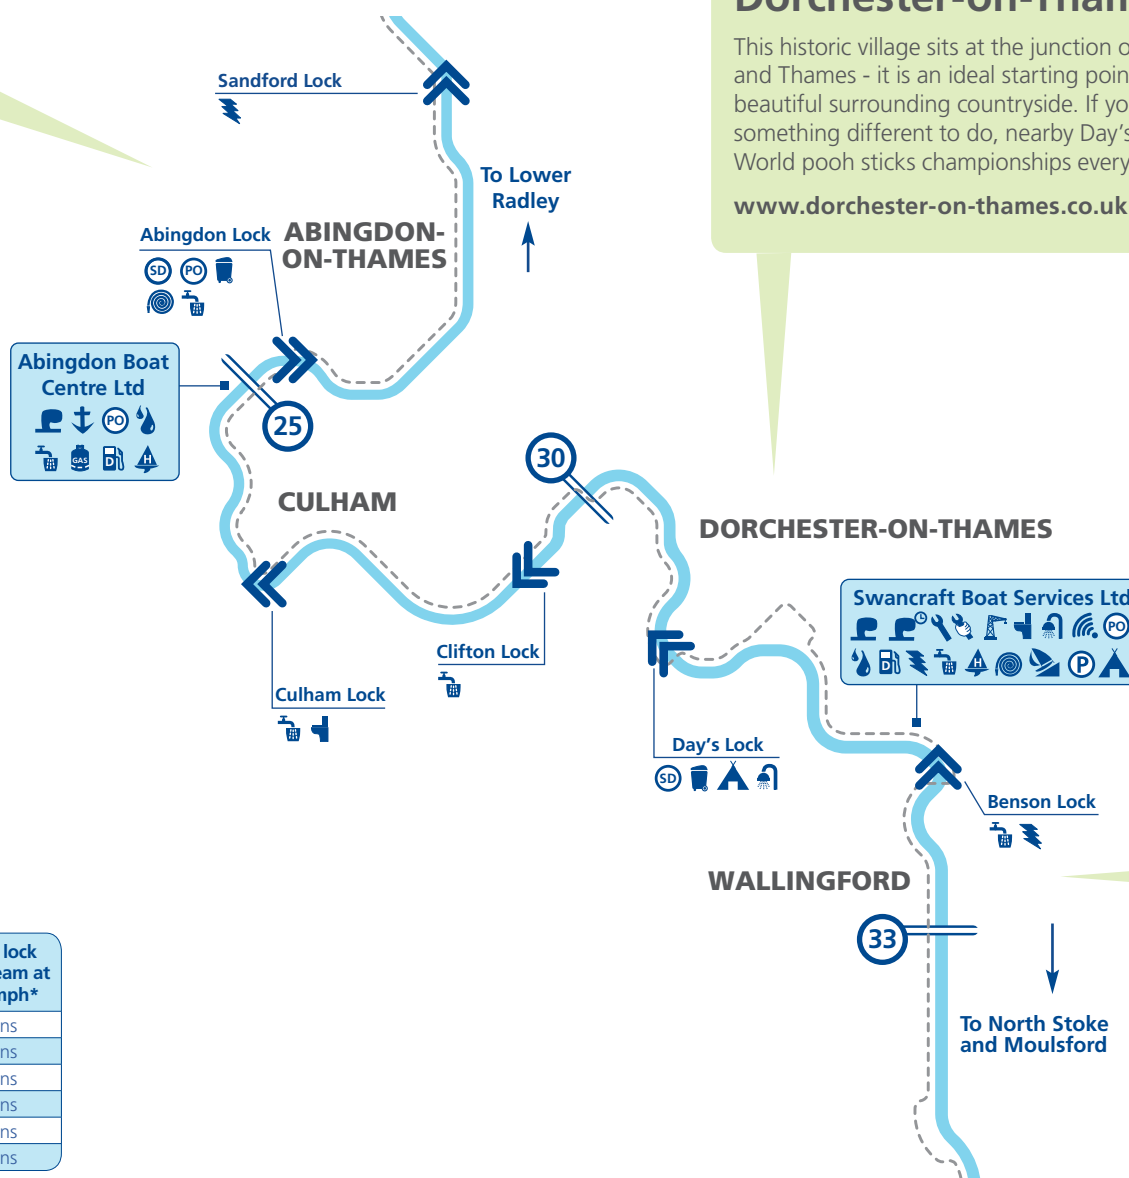 Dorchester-on-Tham
This historic village sits at the junction o
and Thames - it is an ideal starting poin
beautiful surrounding countryside. If yo
something different to do, nearby Day's
World pooh sticks championships every
www.dorchester-on-thames.co.uk
Sandford Lock
To Lower
Radley
Abingdon Lock
ABINGDON-
ON-THAMES
SD PO
Abingdon Boat
Centre Ltd
PO
GAS D H
25
30
CULHAM
DORCHESTER-ON-THAMES
Swancraft Boat Services Ltd
PO
D H P
Clifton Lock
Culham Lock
Day's Lock
SD
Benson Lock
WALLINGFORD
33
To North Stoke
and Moulsford
lock
eam at
mph*
ns
ns
ns
ns
ns
ns